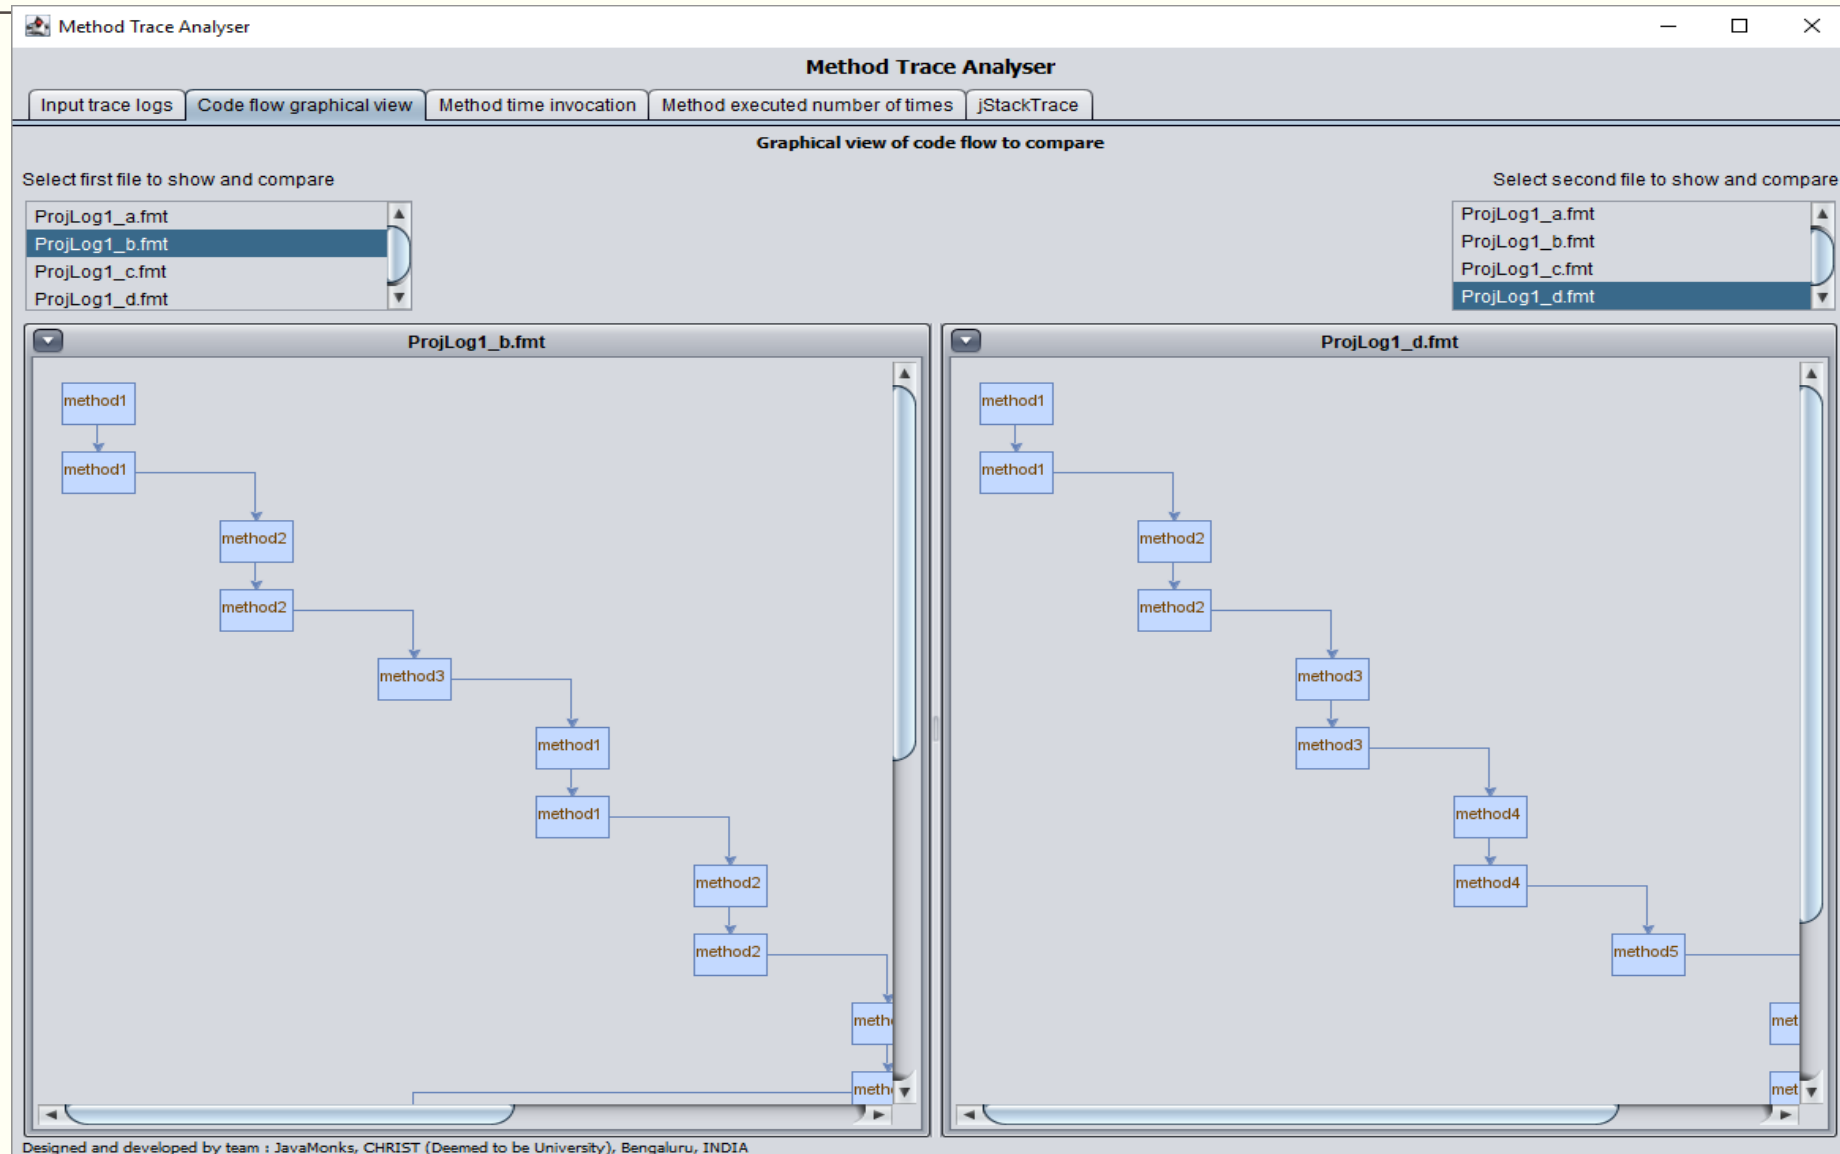 Method Trace Analyser
Method Trace Analyser
Input trace logs Code flow graphical view Method time invocation Method executed number of times jStackTrace
Graphical view of code flow to compare
Select first file to show and compare
ProjLog1_a.fmt
ProjLog1_b.fmt
ProjLog1_c.fmt
ProjLog1_d.fmt
Select second file to show and compare
ProjLog1_a.fmt
ProjLog1_b.fmt
ProjLog1_c.fmt
ProjLog1_d.fmt
ProjLog1_b.fmt
method1
method1
method2
method2
method3
method1
method1
method2
method2
ProjLog1_d.fmt
method1
method1
method2
method2
method3
method3
method4
method4
method5
Designed and developed by team : JavaMonks, CHRIST (Deemed to be University), Bengaluru, INDIA